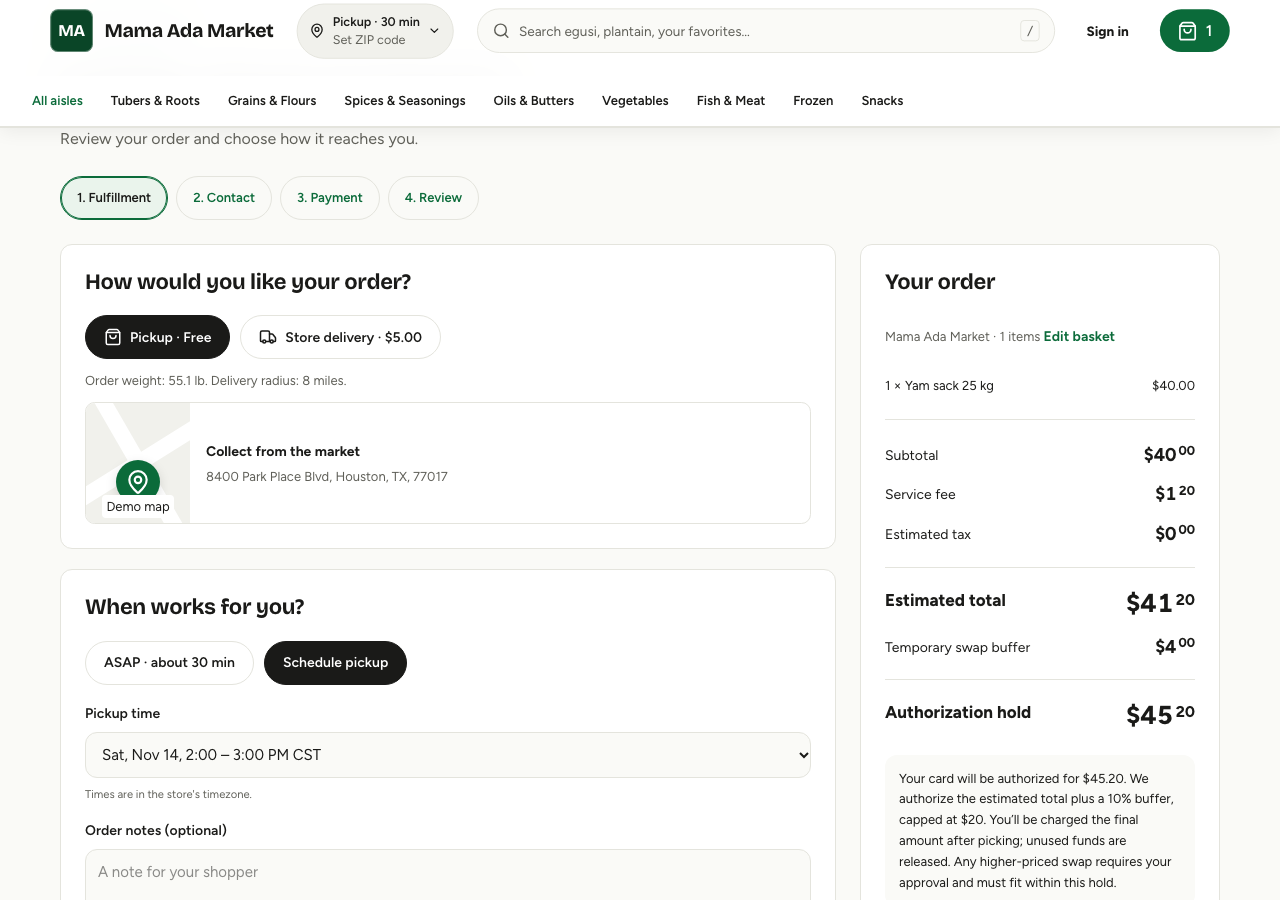 MA
Mama Ada Market
Pickup · 30 min
Set ZIP code
Search egusi, plantain, your favorites...
/
Sign in
1
All aisles
Tubers & Roots
Grains & Flours
Spices & Seasonings
Oils & Butters
Vegetables
Fish & Meat
Frozen
Snacks
Review your order and choose how it reaches you.
1. Fulfillment
2. Contact
3. Payment
4. Review
How would you like your order?
Pickup · Free
Store delivery · $5.00
Order weight: 55.1 lb. Delivery radius: 8 miles.
Demo map
Collect from the market
8400 Park Place Blvd, Houston, TX, 77017
When works for you?
ASAP · about 30 min
Schedule pickup
Pickup time
Sat, Nov 14, 2:00 – 3:00 PM CST
Times are in the store's timezone.
Order notes (optional)
A note for your shopper
Your order
Mama Ada Market · 1 items Edit basket
1 × Yam sack 25 kg $40.00
Subtotal $40 00
Service fee $1 20
Estimated tax $0 00
Estimated total $41 20
Temporary swap buffer $4 00
Authorization hold $45 20
Your card will be authorized for $45.20. We
authorize the estimated total plus a 10% buffer,
capped at $20. You’ll be charged the final
amount after picking; unused funds are
released. Any higher-priced swap requires your
approval and must fit within this hold.